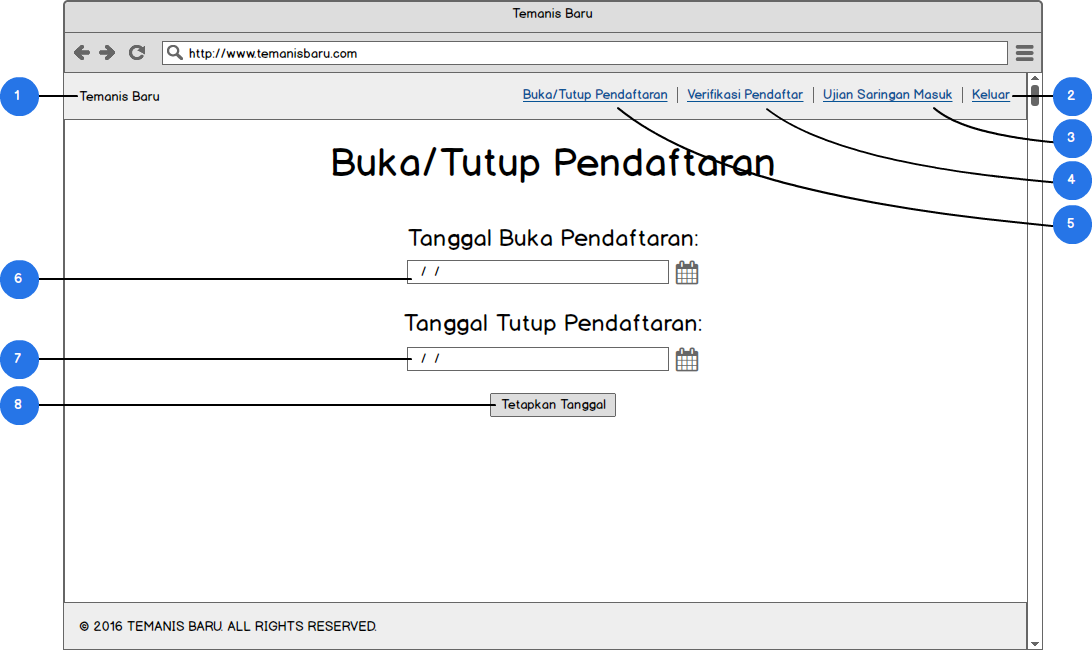 Temanis Baru
http://www.temanisbaru.com
1
Temanis Baru
Buka/Tutup Pendaftaran | Verifikasi Pendaftar | Ujian Saringan Masuk | Keluar
2
3
4
5
Buka/Tutup Pendaftaran
Tanggal Buka Pendaftaran:
6
/ /
Tanggal Tutup Pendaftaran:
7
/ /
8
Tetapkan Tanggal
© 2016 TEMANIS BARU. ALL RIGHTS RESERVED.